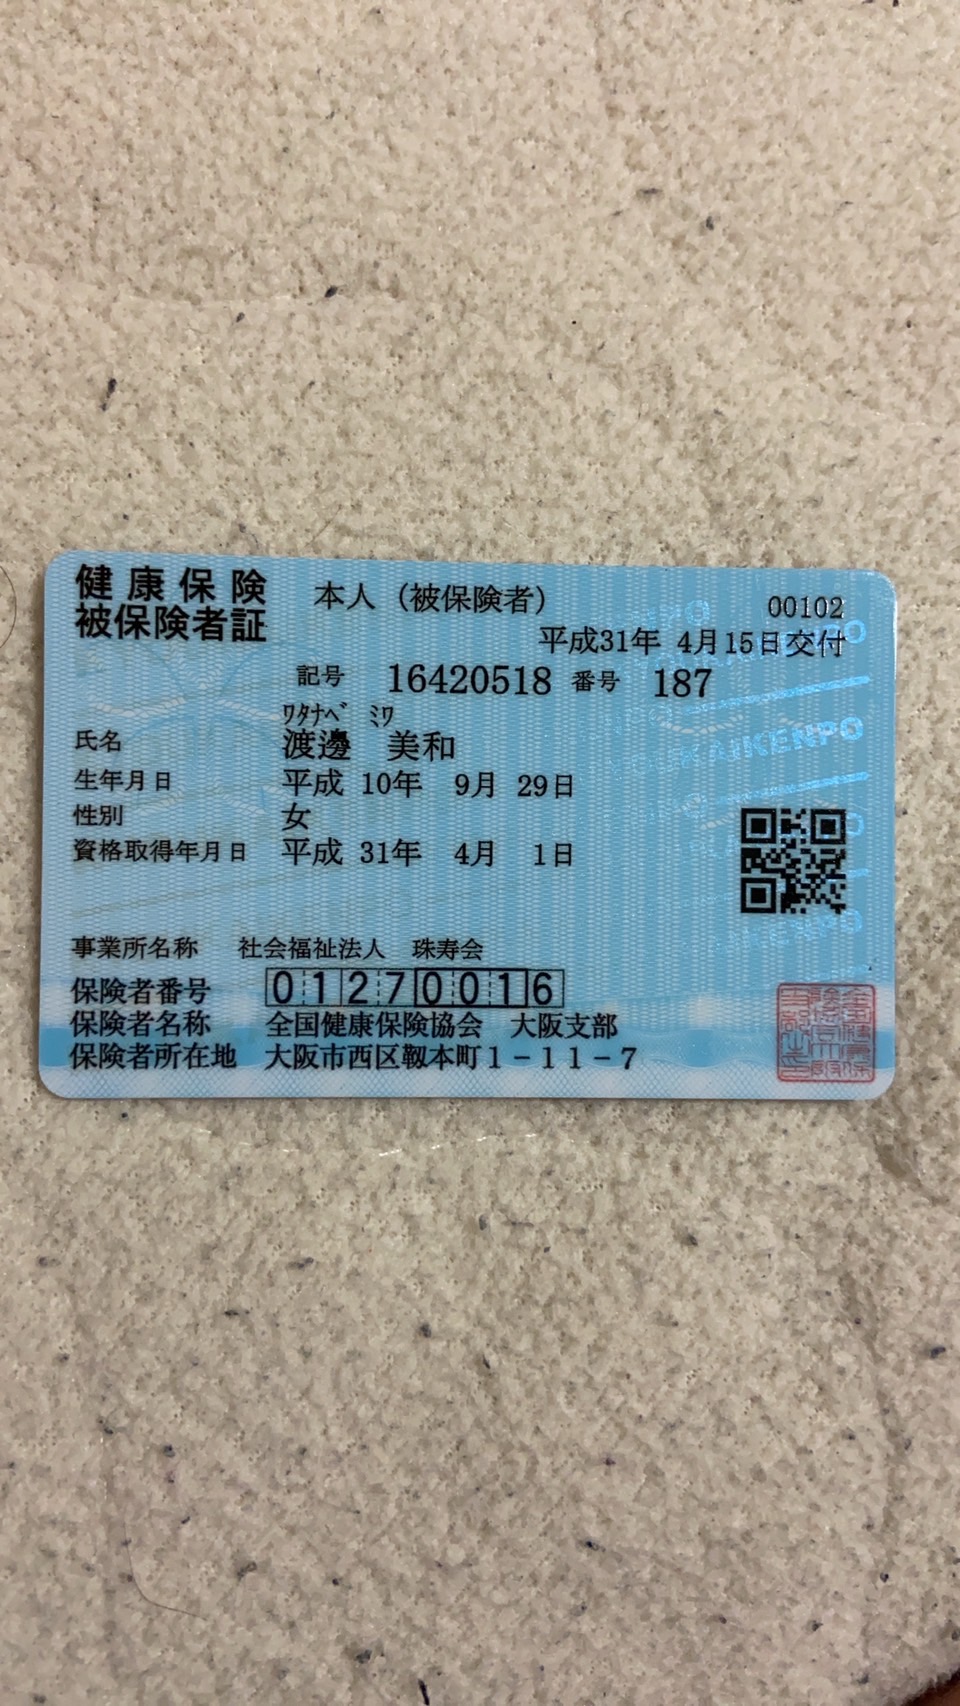 健康保険 本人（被保険者） 00102
被保険者証 平成31年 4月15日交付
記号 16420518 番号 187
ﾜﾀﾅﾍﾞ ﾐﾜ
氏名 渡邊 美和
生年月日 平成 10年 9月 29日
性別 女
資格取得年月日 平成 31年 4月 1日
事業所名称 社会福祉法人 珠寿会
保険者番号 01270016
保険者名称 全国健康保険協会 大阪支部
保険者所在地 大阪市西区靱本町1－11－7